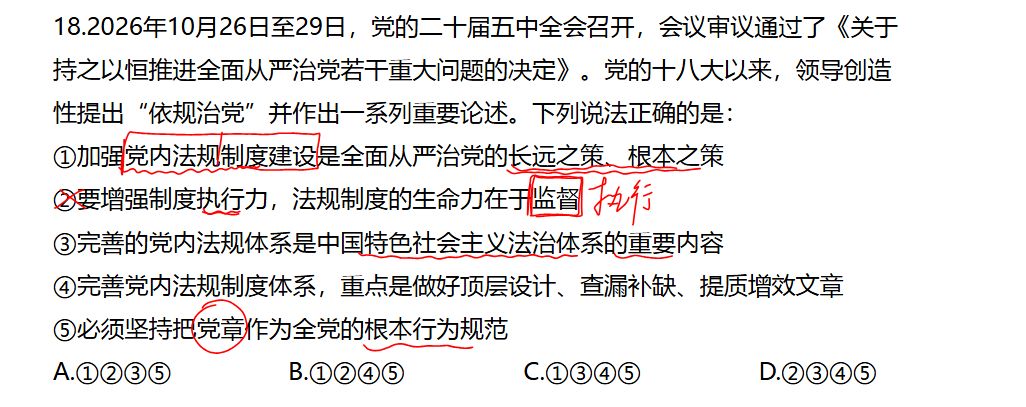 18.2026年10月26日至29日，党的二十届五中全会召开，会议审议通过了《关于
持之以恒推进全面从严治党若干重大问题的决定》。党的十八大以来，领导创造
性提出“依规治党”并作出一系列重要论述。下列说法正确的是：
①加强党内法规制度建设是全面从严治党的长远之策、根本之策
②要增强制度执行力，法规制度的生命力在于监督 执行
③完善的党内法规体系是中国特色社会主义法治体系的重要内容
④完善党内法规制度体系，重点是做好顶层设计、查漏补缺、提质增效文章
⑤必须坚持把党章作为全党的根本行为规范
A.①②③⑤ B.①②④⑤ C.①③④⑤ D.②③④⑤